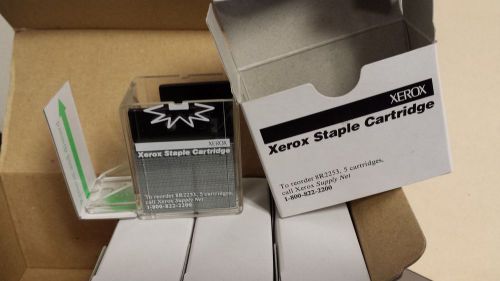 XEROX
Xerox Staple Cartridge
To reorder 8R2253, 5 cartridges,
call Xerox Supply Net
1-800-822-2200
XEROX
Xerox Staple Cartridge
To reorder 8R2253, 5 cartridges,
call Xerox Supply Net
1-800-822-2200